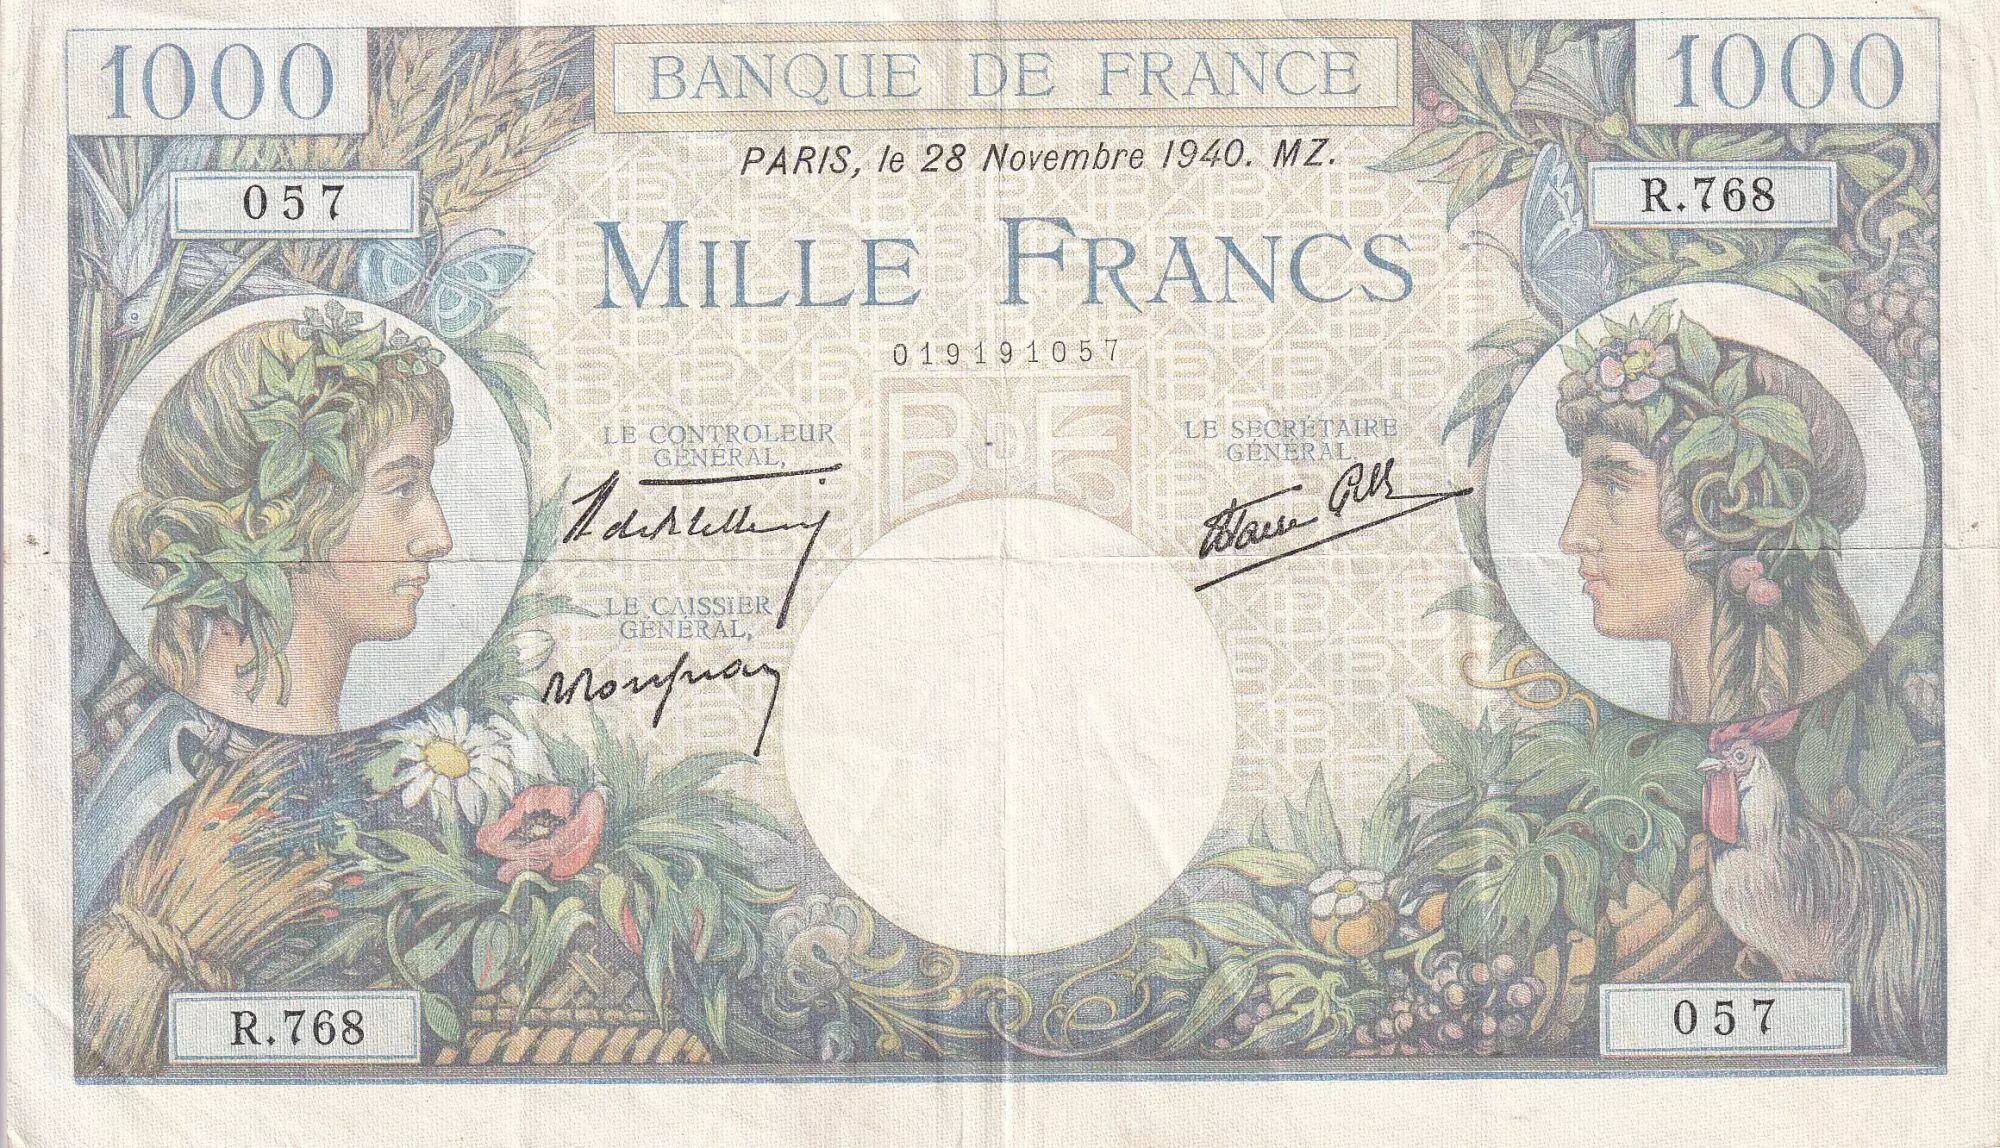 1000
BANQUE DE FRANCE
1000
PARIS, le 28 Novembre 1940. MZ.
057
R.768
MILLE FRANCS
019191057
BDF
LE CONTROLEUR
GÉNÉRAL,
LE SECRÉTAIRE
GÉNÉRAL,
LE CAISSIER
GÉNÉRAL,
R.768
057